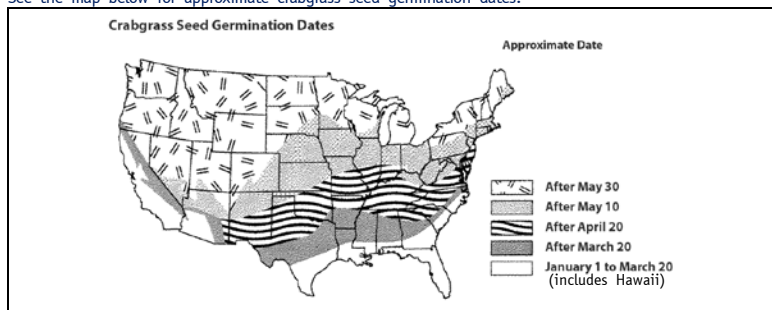 See the map below for approximate crabgrass seed germination dates.
Crabgrass Seed Germination Dates
Approximate Date
After May 30
After May 10
After April 20
After March 20
January 1 to March 20
(includes Hawaii)